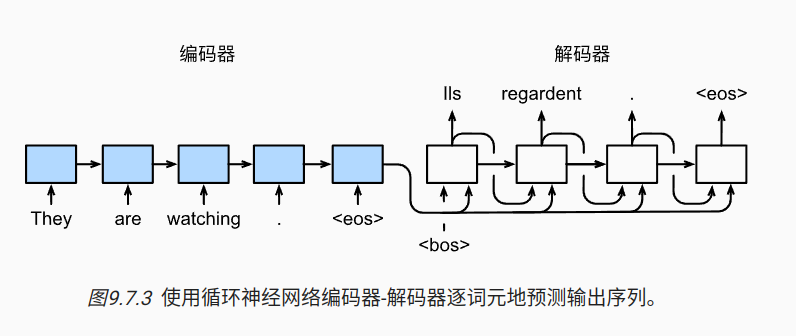 编码器 解码器
Ils regardent . <eos>
They are watching . <eos>
<bos>
图9.7.3 使用循环神经网络编码器-解码器逐词元地预测输出序列。